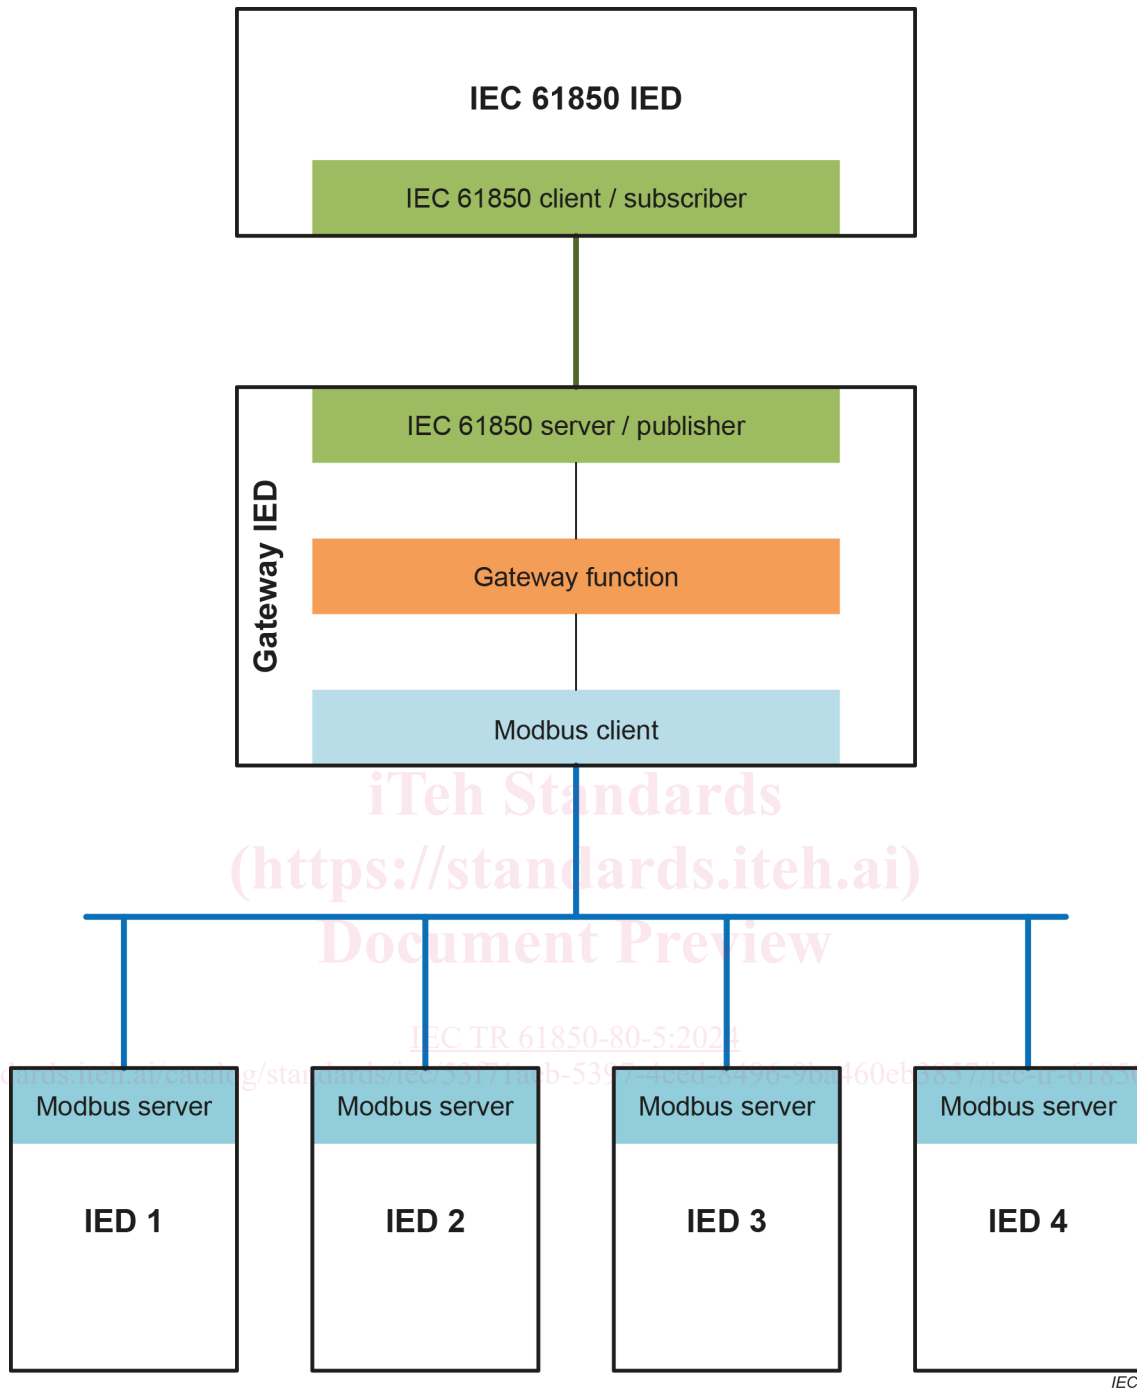 IEC 61850 IED
IEC 61850 client / subscriber
IEC 61850 server / publisher
Gateway IED
Gateway function
Modbus client
iTeh Standards
(https://standards.iteh.ai)
Document Preview
IEC TR 61850-80-5:2024
Modbus server Modbus server Modbus server Modbus server
IED 1 IED 2 IED 3 IED 4
IEC